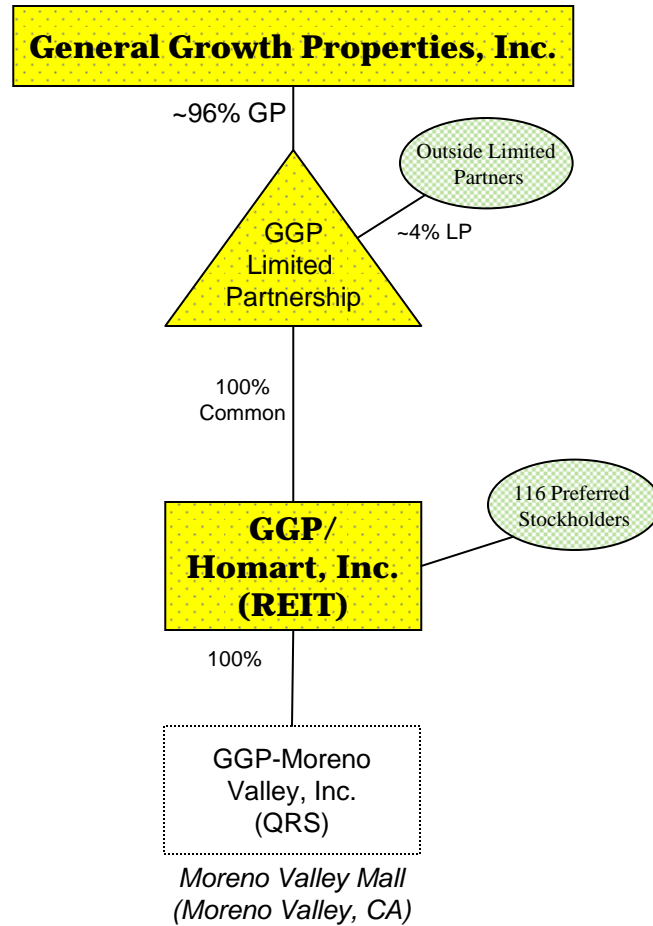 General Growth Properties, Inc.
~96% GP
Outside Limited
Partners
~4% LP
GGP
Limited
Partnership
100%
Common
116 Preferred
Stockholders
GGP/
Homart, Inc.
(REIT)
100%
GGP-Moreno
Valley, Inc.
(QRS)
Moreno Valley Mall
(Moreno Valley, CA)